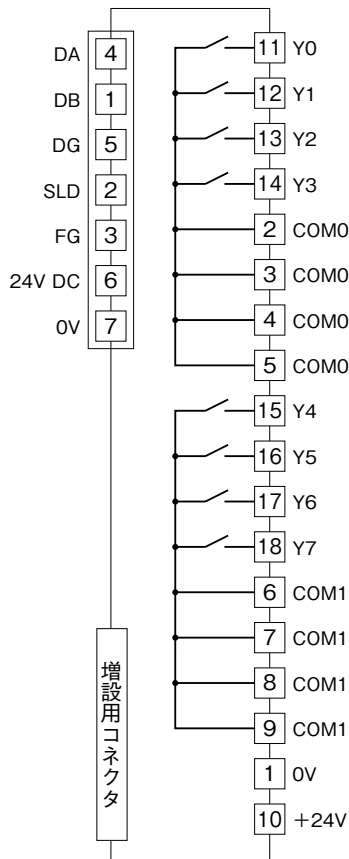 DA 4
DB 1
DG 5
SLD 2
FG 3
24V DC 6
0V 7
増設用コネクタ
11 Y0
12 Y1
13 Y2
14 Y3
2 COM0
3 COM0
4 COM0
5 COM0
15 Y4
16 Y5
17 Y6
18 Y7
6 COM1
7 COM1
8 COM1
9 COM1
1 0V
10 +24V